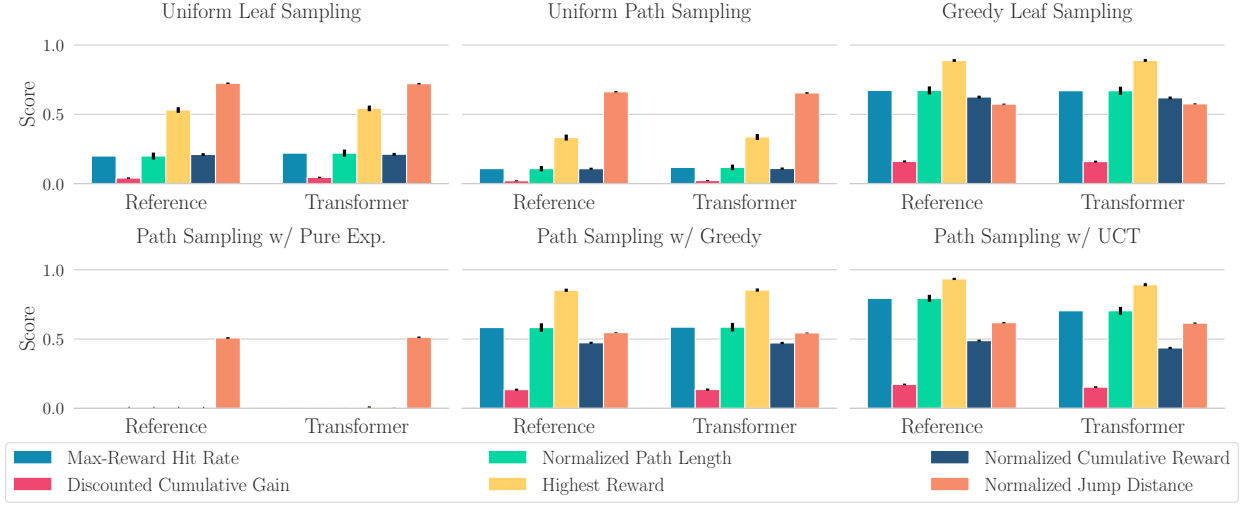 Uniform Leaf Sampling
Uniform Path Sampling
Greedy Leaf Sampling
Score
1.0
0.5
0.0
Reference
Transformer
Reference
Transformer
Reference
Transformer
Path Sampling w/ Pure Exp.
Path Sampling w/ Greedy
Path Sampling w/ UCT
Score
1.0
0.5
0.0
Reference
Transformer
Reference
Transformer
Reference
Transformer
Max-Reward Hit Rate
Discounted Cumulative Gain
Normalized Path Length
Highest Reward
Normalized Cumulative Reward
Normalized Jump Distance